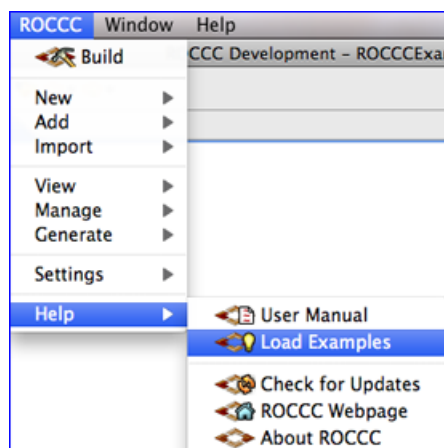 ROCCC Window Help
Build
CCC Development - ROCCCExa
New
Add
Import
View
Manage
Generate
Settings
Help
User Manual
Load Examples
Check for Updates
ROCCC Webpage
About ROCCC